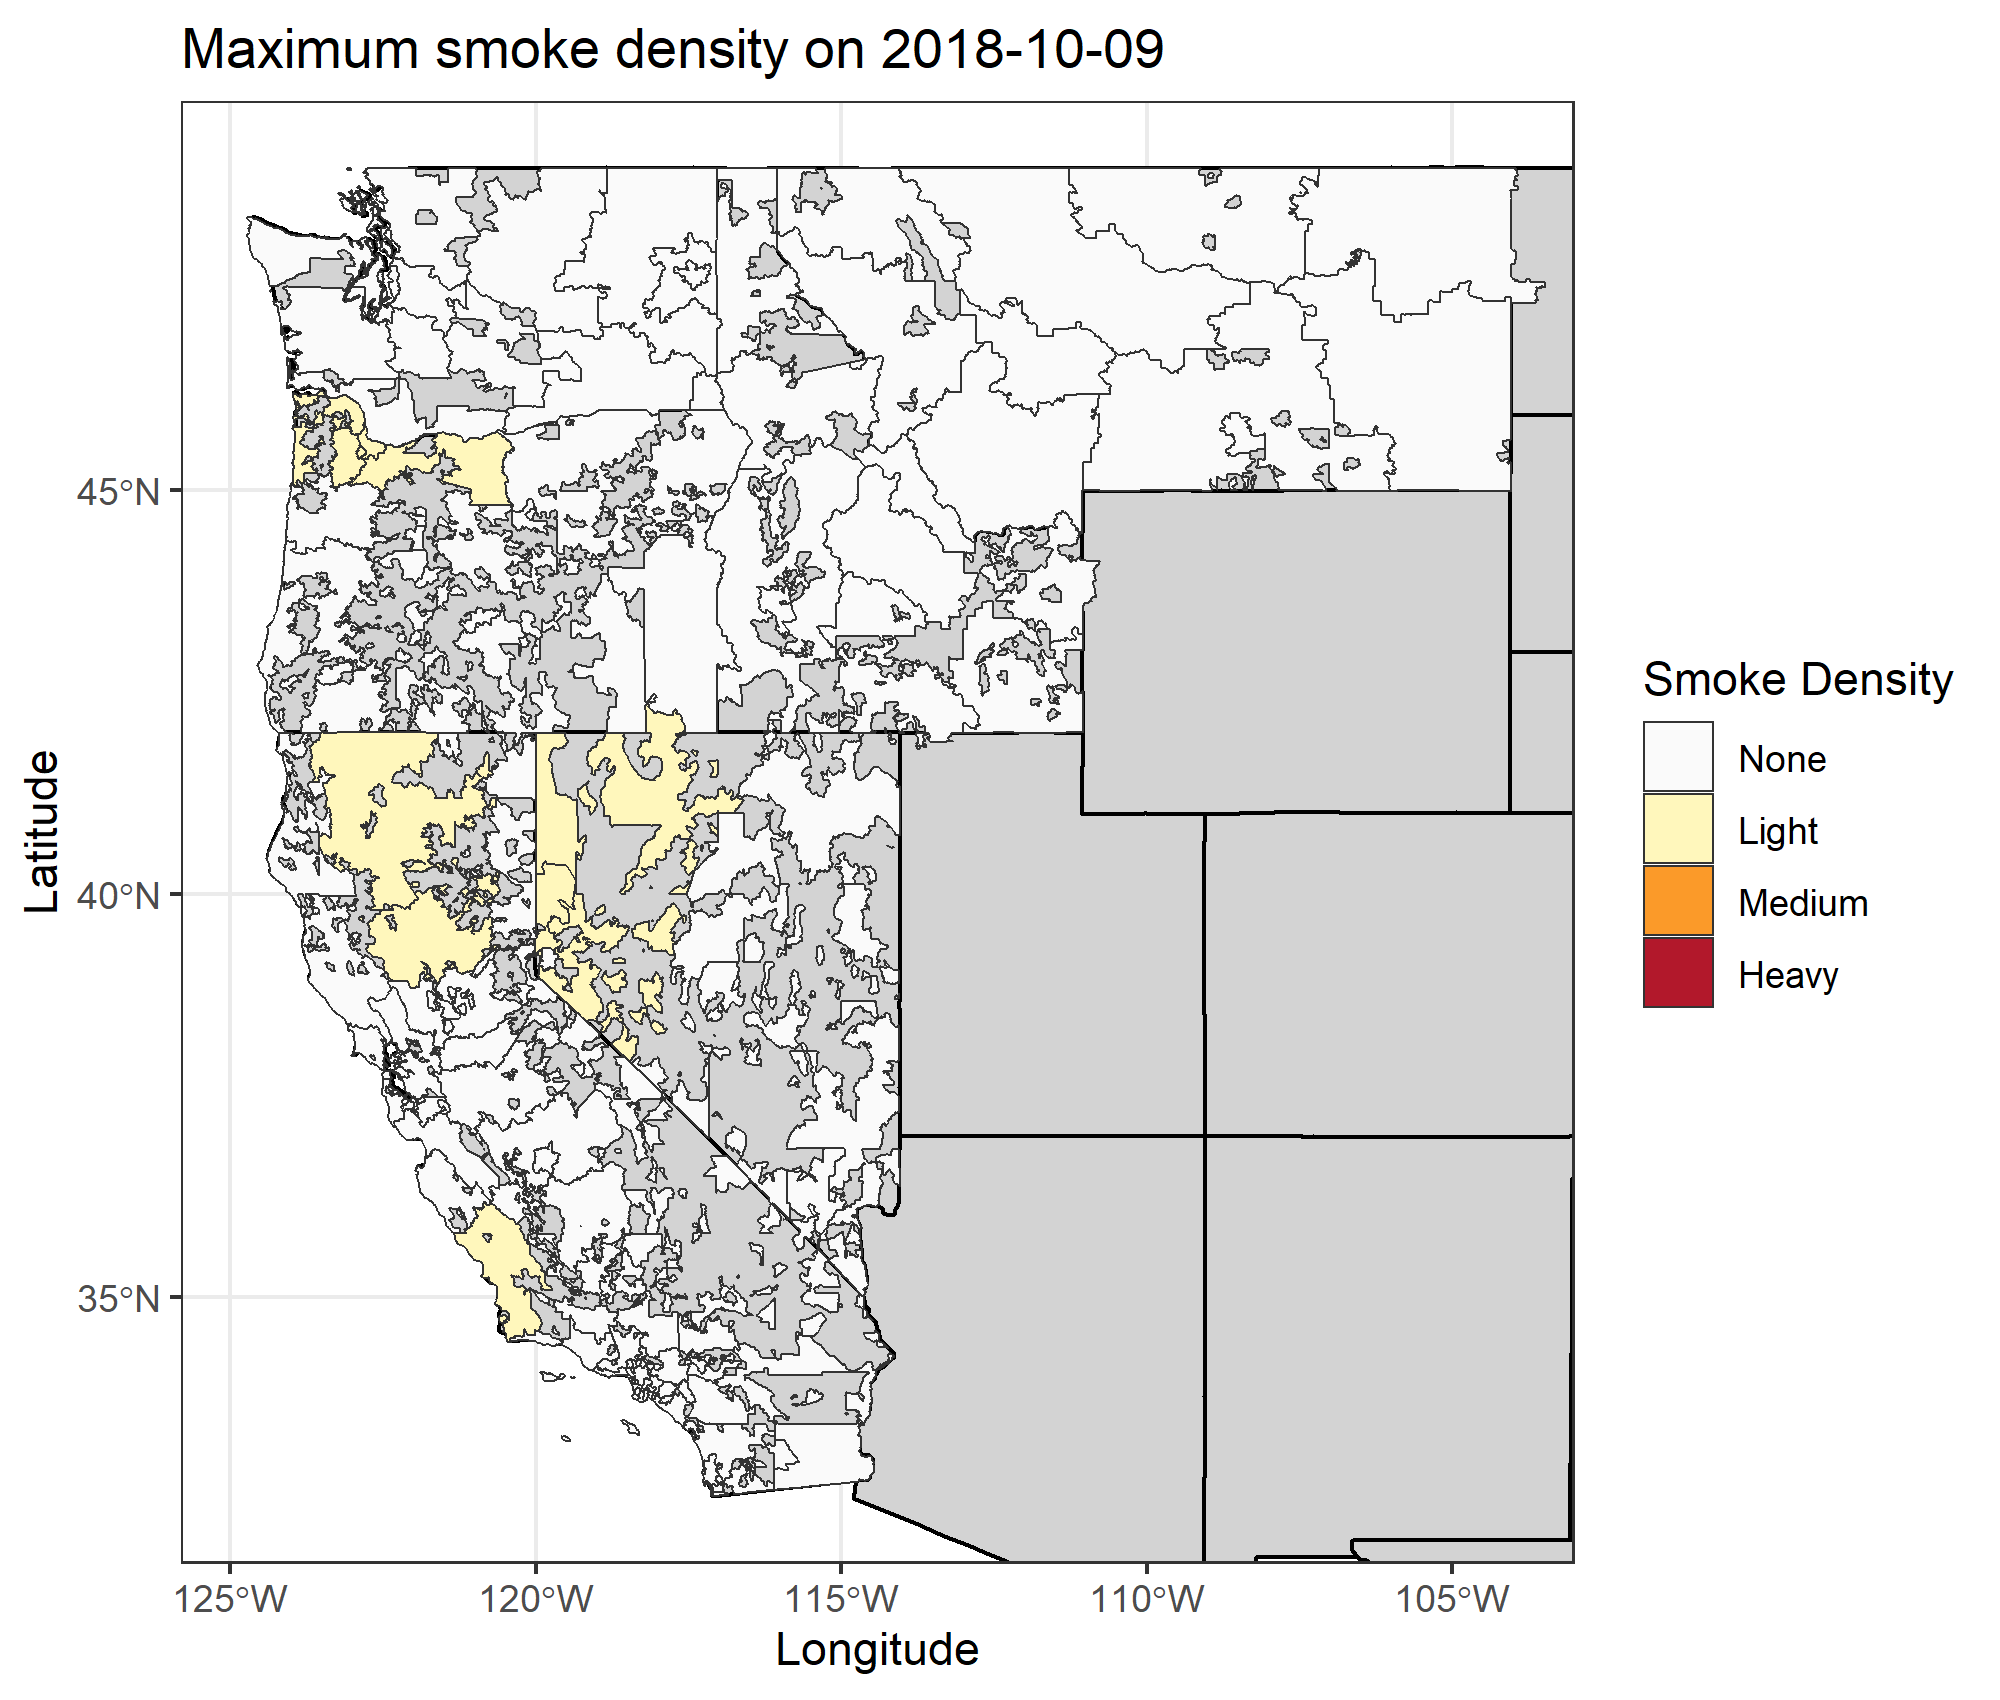 Maximum smoke density on 2018-10-09
45°N
40°N
35°N
Latitude
125°W
120°W
115°W
110°W
105°W
Longitude
Smoke Density
None
Light
Medium
Heavy